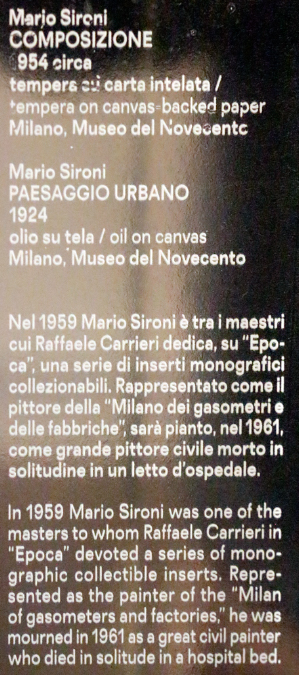 Mario Sironi
COMPOSIZIONE
954 circa
tempera su carta intelata /
tempera on canvas-backed paper
Milano, Museo del Novecento
Mario Sironi
PAESAGGIO URBANO
1924
olio su tela / oil on canvas
Milano, Museo del Novecento
Nel 1959 Mario Sironi è tra i maestri
cui Raffaele Carrieri dedica, su “Epo-
ca”, una serie di inserti monografici
collezionabili. Rappresentato come il
pittore della “Milano dei gasometri e
delle fabbriche”, sarà pianto, nel 1961,
come grande pittore civile morto in
solitudine in un letto d’ospedale.
In 1959 Mario Sironi was one of the
masters to whom Raffaele Carrieri in
“Epoca” devoted a series of mono-
graphic collectible inserts. Repre-
sented as the painter of the “Milan
of gasometers and factories,” he was
mourned in 1961 as a great civil painter
who died in solitude in a hospital bed.